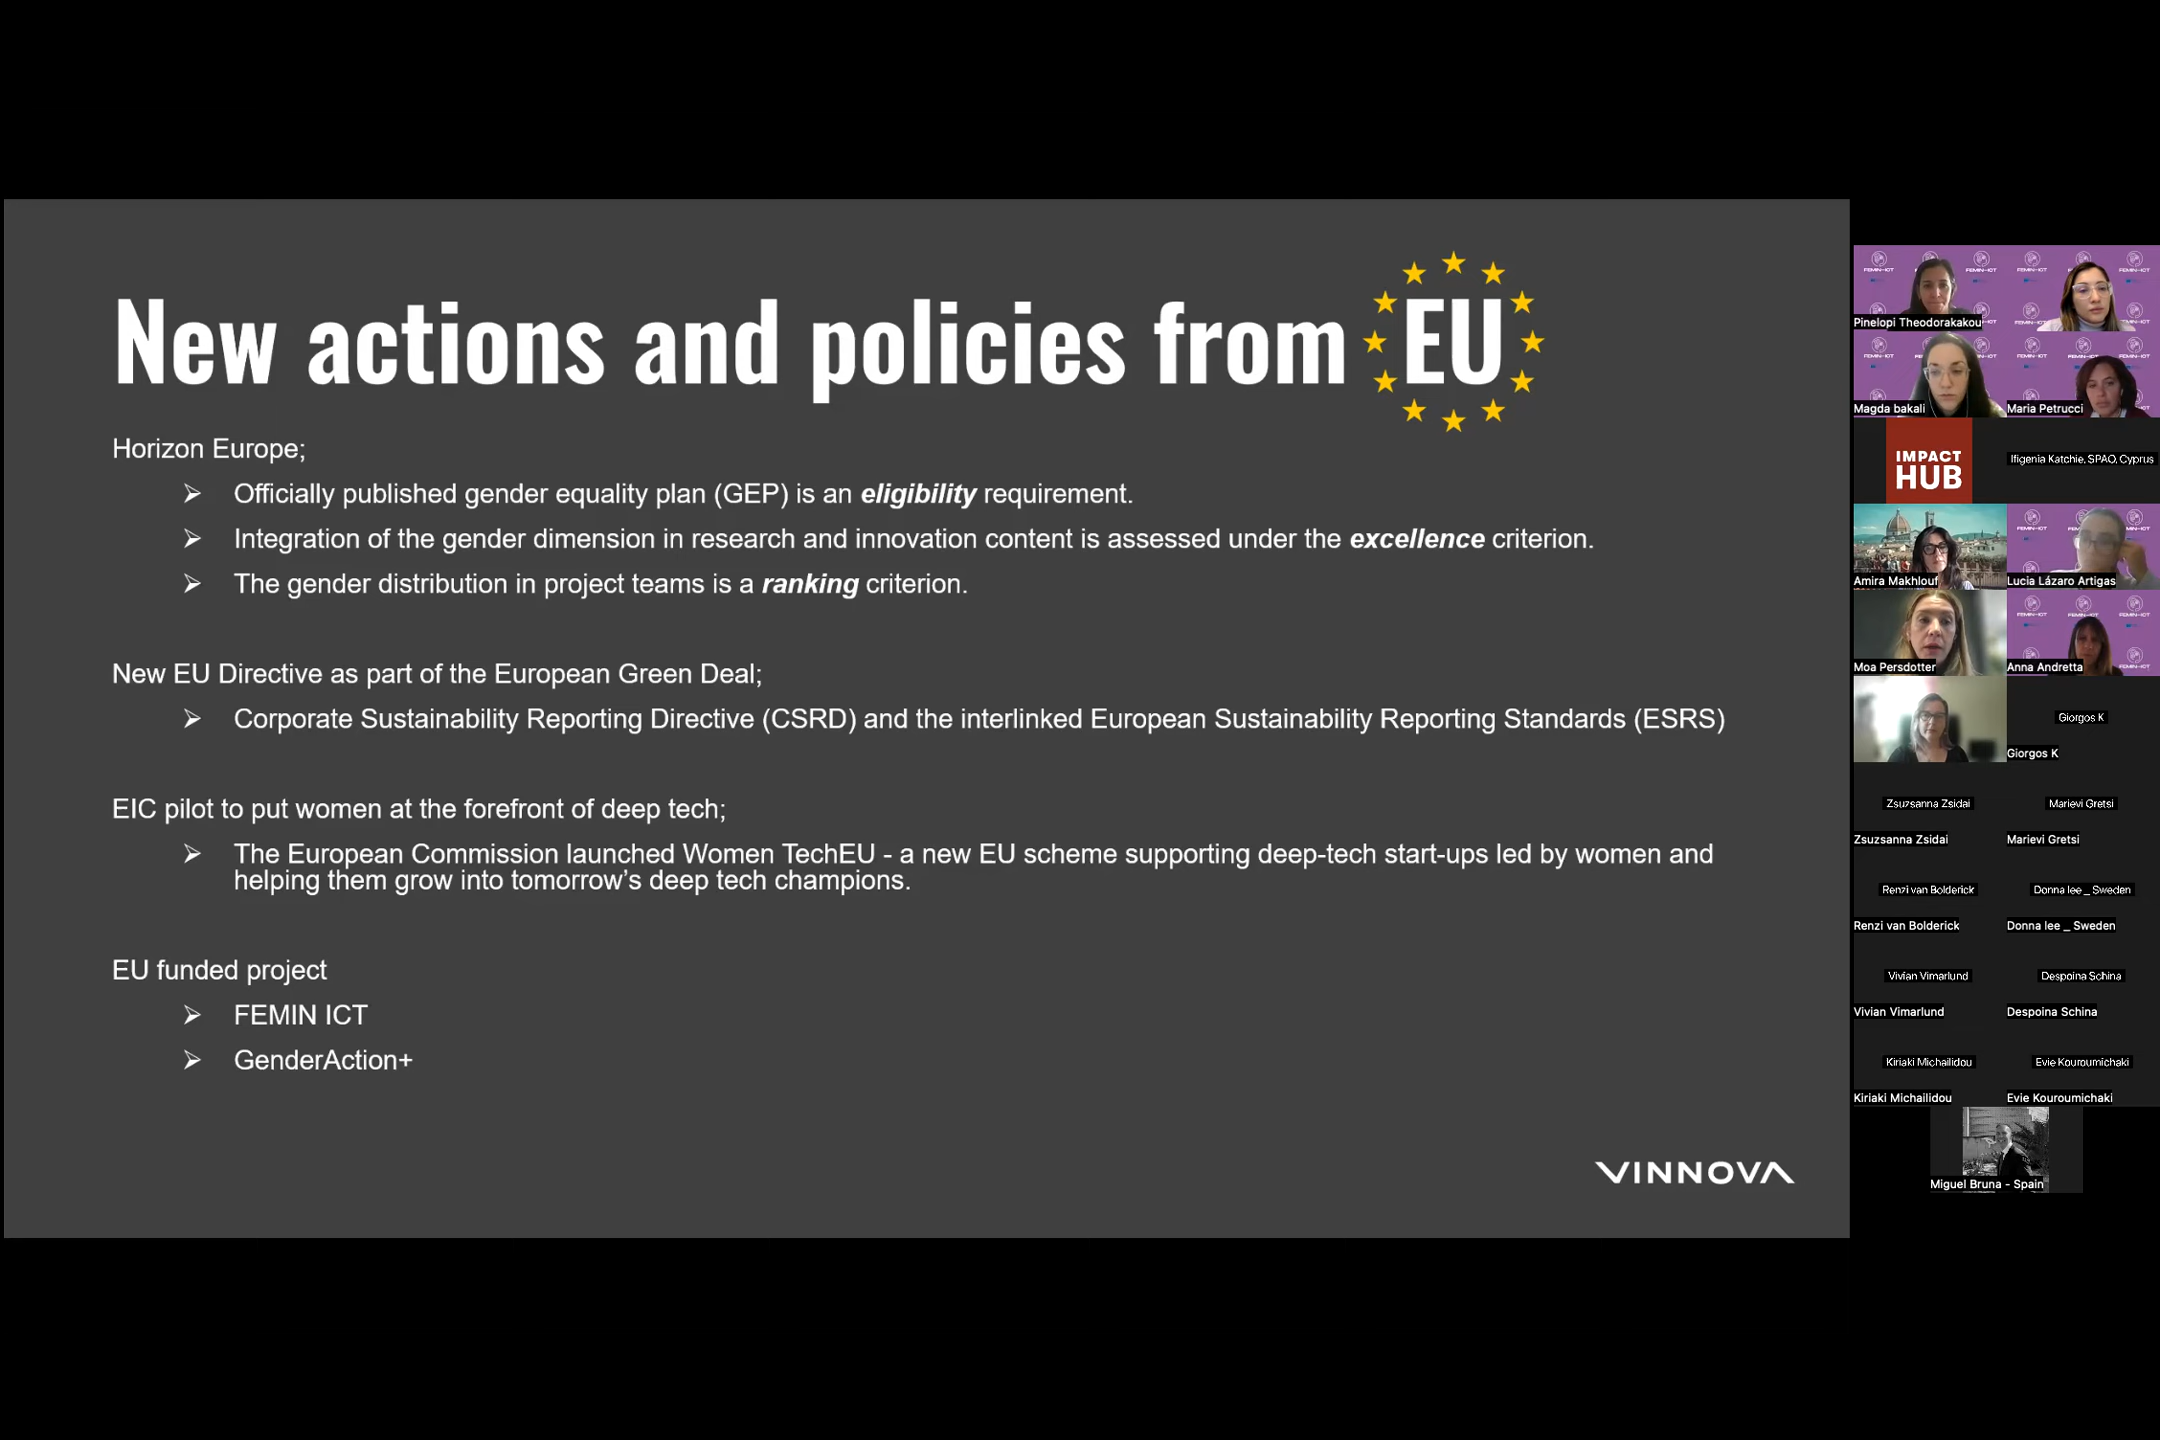 New actions and policies from EU
Horizon Europe;
➢ Officially published gender equality plan (GEP) is an eligibility requirement.
➢ Integration of the gender dimension in research and innovation content is assessed under the excellence criterion.
➢ The gender distribution in project teams is a ranking criterion.
New EU Directive as part of the European Green Deal;
➢ Corporate Sustainability Reporting Directive (CSRD) and the interlinked European Sustainability Reporting Standards (ESRS)
EIC pilot to put women at the forefront of deep tech;
➢ The European Commission launched Women TechEU - a new EU scheme supporting deep-tech start-ups led by women and
helping them grow into tomorrow's deep tech champions.
EU funded project
➢ FEMIN ICT
➢ GenderAction+
VINNOVA
FEMIN-ICT
Pinelopi Theodorakakou
Magda bakali
Maria Petrucci
IMPACT
HUB
Ifigenia Katchie, SPAO, Cyprus
Amira Makhlouf
Lucia Lázaro Artigas
Moa Persdotter
Anna Andretta
Giorgos K
Giorgos K
Zsuzsanna Zsidai
Marievi Gretsi
Zsuzsanna Zsidai
Marievi Gretsi
Renzi van Bolderick
Donna lee _ Sweden
Renzi van Bolderick
Donna lee _ Sweden
Vivian Vimarlund
Despoina Schina
Vivian Vimarlund
Despoina Schina
Kiriaki Michailidou
Evie Kouroumichaki
Kiriaki Michailidou
Evie Kouroumichaki
Miguel Bruna - Spain